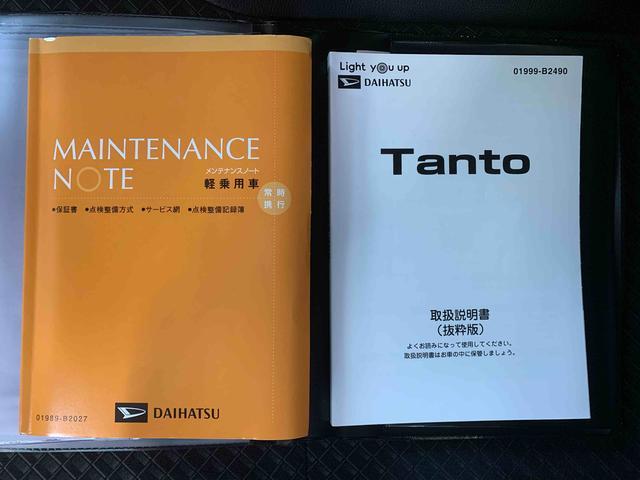 MAINTENANCE
NOTE
メンテナンスノート
軽乗用車
常時
携行
●保証書 ●点検整備方式 ●サービス網 ●点検整備記録簿
01989-B2027
DAIHATSU
Light you up
DAIHATSU
01999-B2490
Tanto
取扱説明書
(抜粋版)
よくお読みになって使用してください。
取扱説明書はお車の中に保管しましょう。